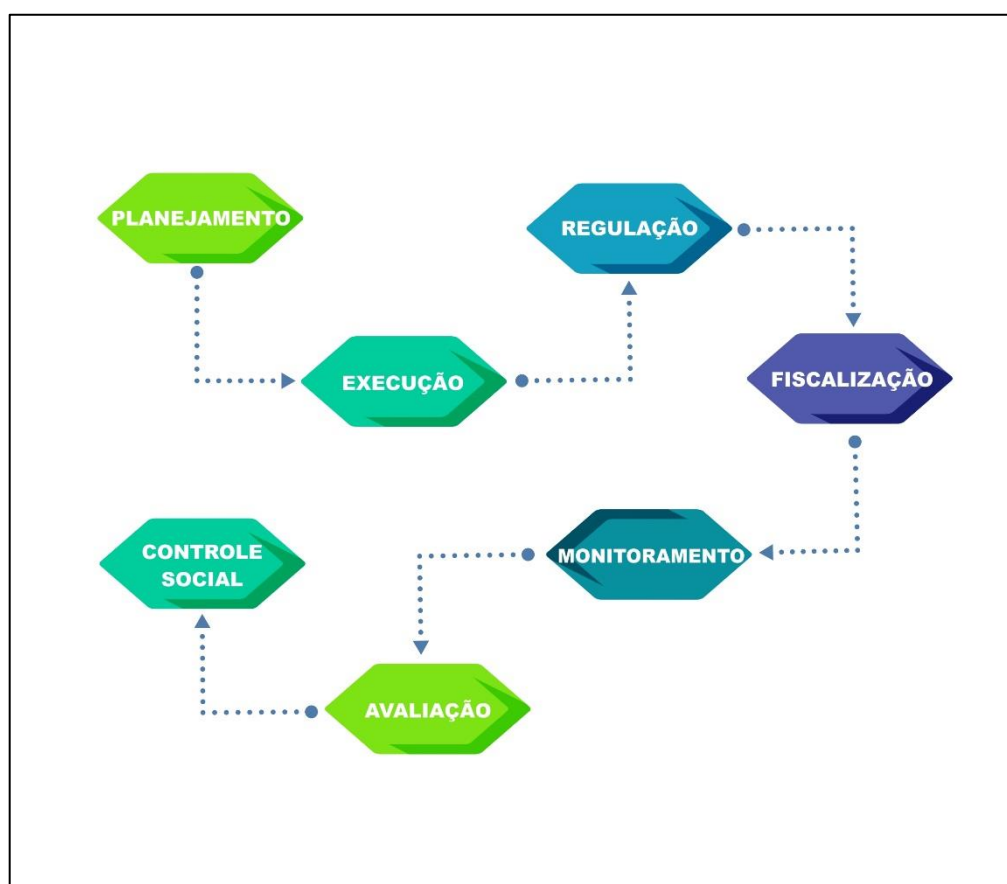 PLANEJAMENTO
EXECUÇÃO
REGULAÇÃO
FISCALIZAÇÃO
MONITORAMENTO
AVALIAÇÃO
CONTROLE
SOCIAL